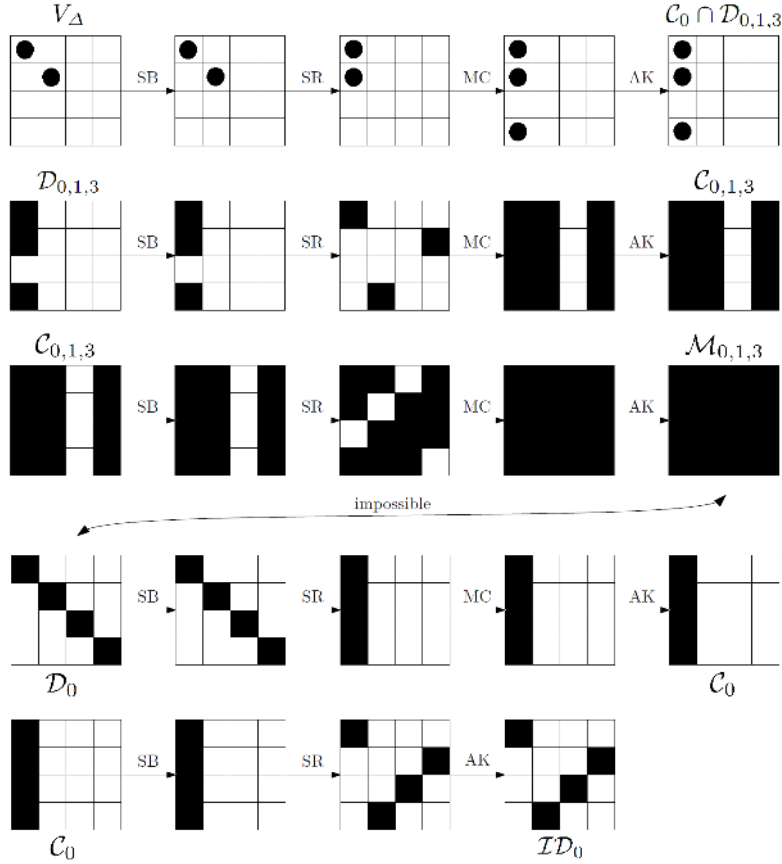 V_Δ C_0 ∩ D_{0,1,3}
SB SR MC AK
D_{0,1,3} C_{0,1,3}
SB SR MC AK
C_{0,1,3} M_{0,1,3}
SB SR MC AK
impossible
SB SR MC AK
D_0 C_0
SB SR AK
C_0 ID_0